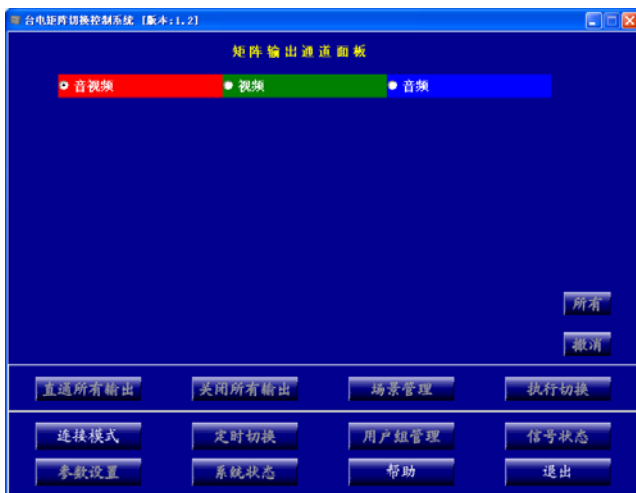 台电矩阵切换控制系统 [版本:1.2]
矩阵输出通道面板
音视频 视频 音频
所有
撤消
直通所有输出 关闭所有输出 场景管理 执行切换
连接模式 定时切换 用户组管理 信号状态
参数设置 系统状态 帮助 退出